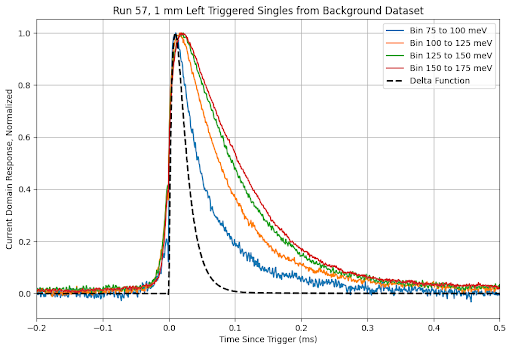 Run 57, 1 mm Left Triggered Singles from Background Dataset
Bin 75 to 100 meV
Bin 100 to 125 meV
Bin 125 to 150 meV
Bin 150 to 175 meV
Delta Function
Current Domain Response, Normalized
1.0
0.8
0.6
0.4
0.2
0.0
−0.2
−0.1
0.0
0.1
0.2
0.3
0.4
0.5
Time Since Trigger (ms)